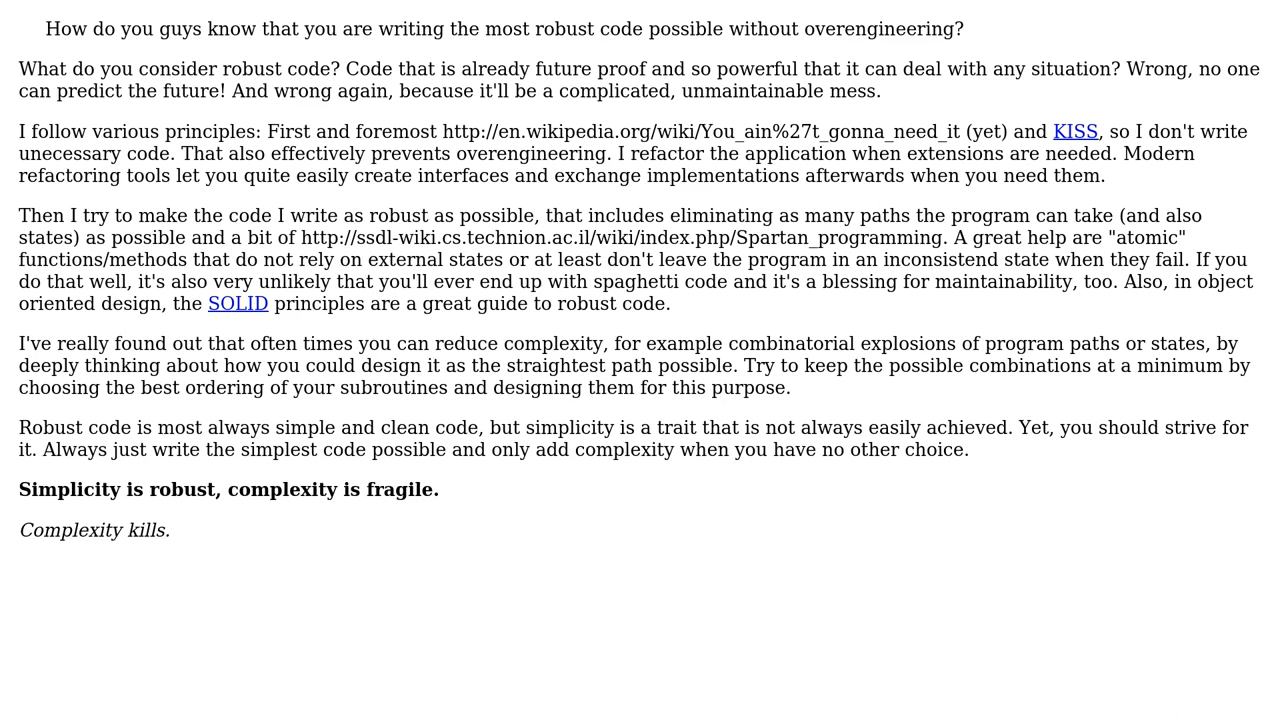 How do you guys know that you are writing the most robust code possible without overengineering?
What do you consider robust code? Code that is already future proof and so powerful that it can deal with any situation? Wrong, no one
can predict the future! And wrong again, because it'll be a complicated, unmaintainable mess.
I follow various principles: First and foremost http://en.wikipedia.org/wiki/You_ain%27t_gonna_need_it (yet) and KISS, so I don't write
unecessary code. That also effectively prevents overengineering. I refactor the application when extensions are needed. Modern
refactoring tools let you quite easily create interfaces and exchange implementations afterwards when you need them.
Then I try to make the code I write as robust as possible, that includes eliminating as many paths the program can take (and also
states) as possible and a bit of http://ssdl-wiki.cs.technion.ac.il/wiki/index.php/Spartan_programming. A great help are "atomic"
functions/methods that do not rely on external states or at least don't leave the program in an inconsistend state when they fail. If you
do that well, it's also very unlikely that you'll ever end up with spaghetti code and it's a blessing for maintainability, too. Also, in object
oriented design, the SOLID principles are a great guide to robust code.
I've really found out that often times you can reduce complexity, for example combinatorial explosions of program paths or states, by
deeply thinking about how you could design it as the straightest path possible. Try to keep the possible combinations at a minimum by
choosing the best ordering of your subroutines and designing them for this purpose.
Robust code is most always simple and clean code, but simplicity is a trait that is not always easily achieved. Yet, you should strive for
it. Always just write the simplest code possible and only add complexity when you have no other choice.
Simplicity is robust, complexity is fragile.
Complexity kills.